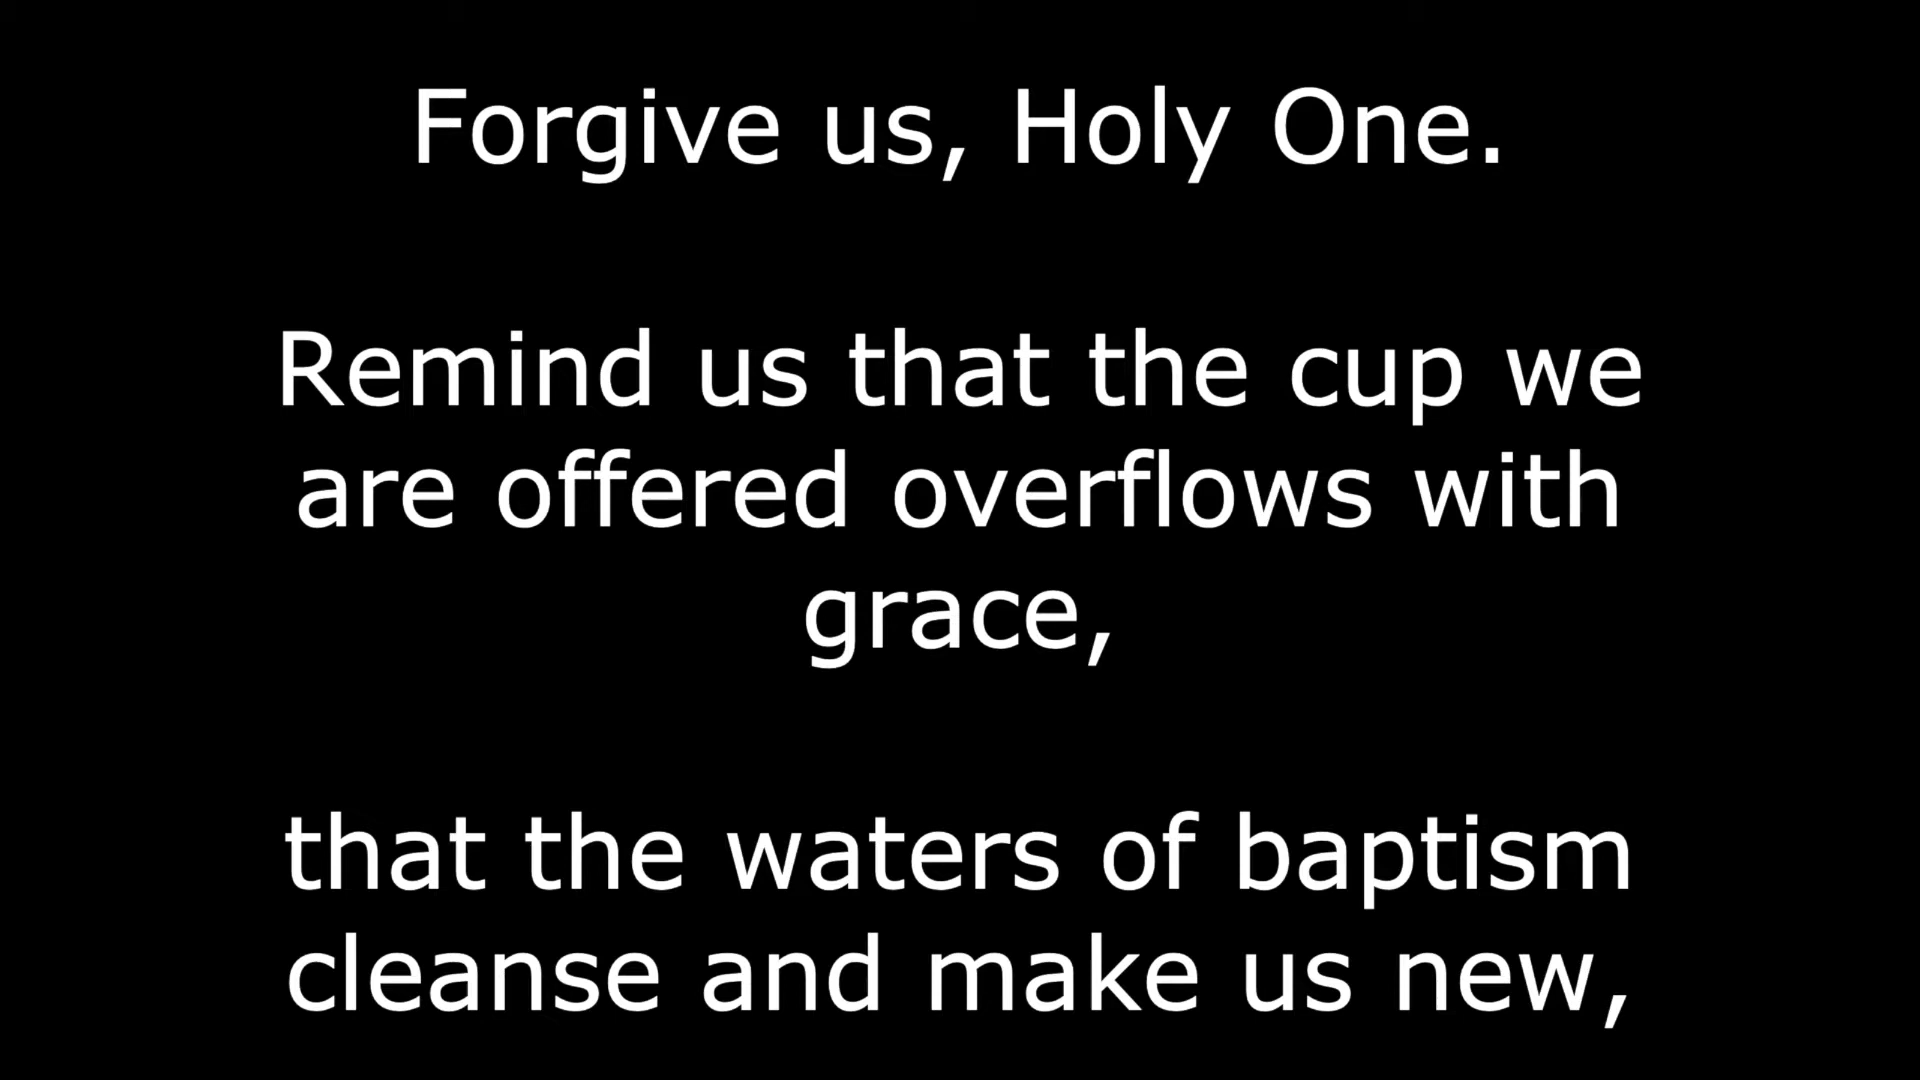 Forgive us, Holy One.
Remind us that the cup we
are offered overflows with
grace,
that the waters of baptism
cleanse and make us new,